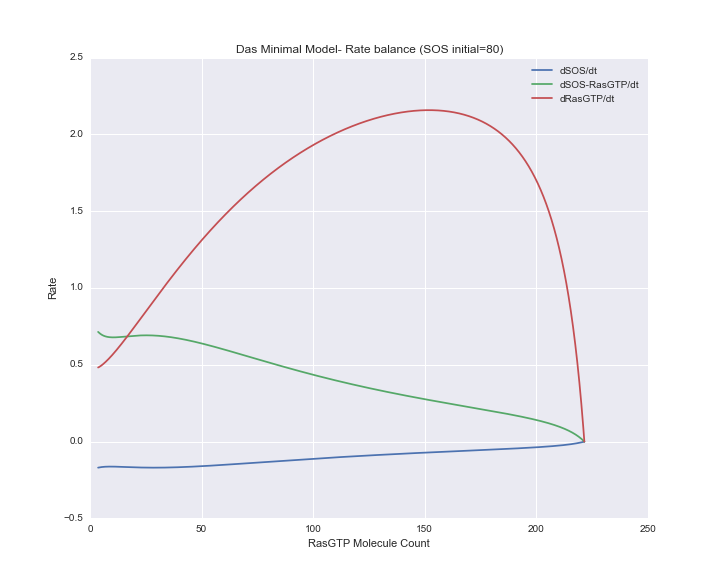 Das Minimal Model- Rate balance (SOS initial=80)
2.5
2.0
1.5
1.0
0.5
0.0
−0.5
Rate
dSOS/dt
dSOS-RasGTP/dt
dRasGTP/dt
0 50 100 150 200 250
RasGTP Molecule Count